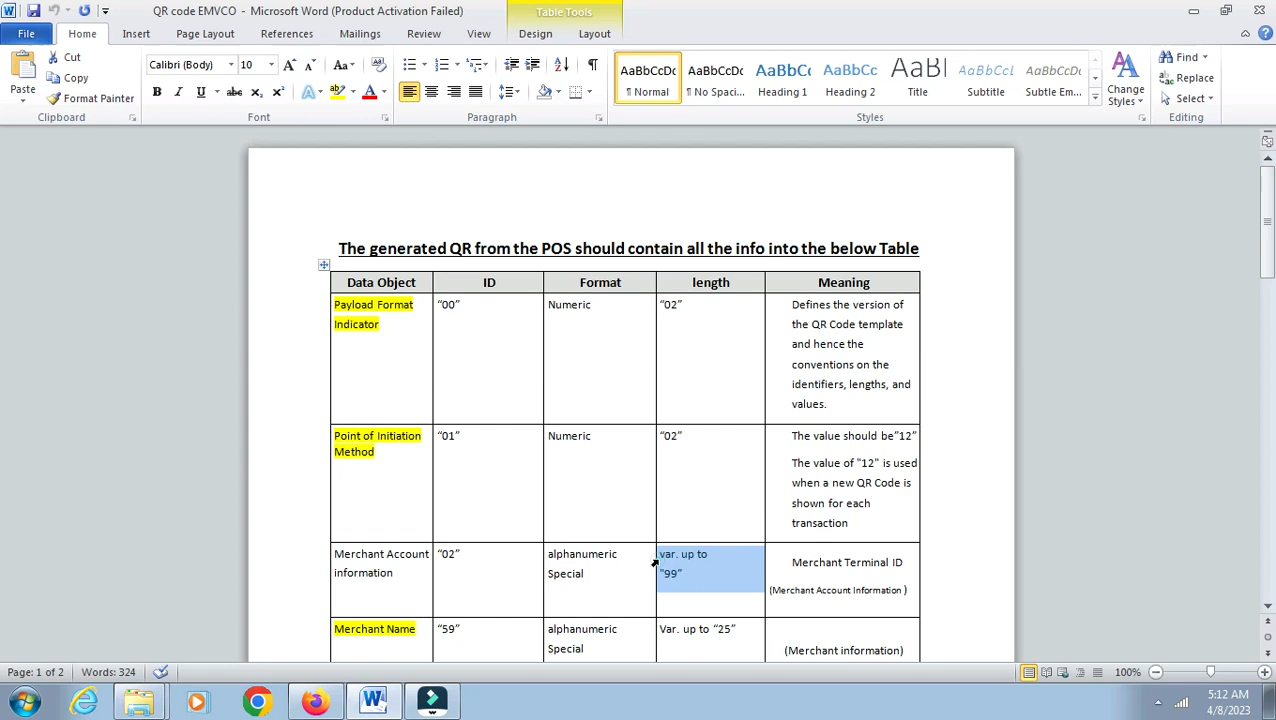 QR code EMVCO - Microsoft Word (Product Activation Failed)
Table Tools
File
Home
Insert
Page Layout
References
Mailings
Review
View
Design
Layout
Paste
Cut
Copy
Format Painter
Clipboard
Calibri (Body)
10
Font
Paragraph
AaBbCcDc
¶ Normal
AaBbCcDc
¶ No Spaci...
AaBbCc
Heading 1
AaBbCc
Heading 2
AaBl
Title
AaBbCcI
Subtitle
AaBbCcDc
Subtle Em...
Styles
Change
Styles
Find
Replace
Select
Editing
The generated QR from the POS should contain all the info into the below Table
Data Object
ID
Format
length
Meaning
Payload Format
Indicator
“00”
Numeric
“02”
Defines the version of
the QR Code template
and hence the
conventions on the
identifiers, lengths, and
values.
Point of Initiation
Method
“01”
Numeric
“02”
The value should be”12”
The value of "12" is used
when a new QR Code is
shown for each
transaction
Merchant Account
information
“02”
alphanumeric
Special
var. up to
"99”
Merchant Terminal ID
(Merchant Account Information )
Merchant Name
“59”
alphanumeric
Special
Var. up to “25”
(Merchant information)
Page: 1 of 2
Words: 324
100%
5:12 AM
4/8/2023